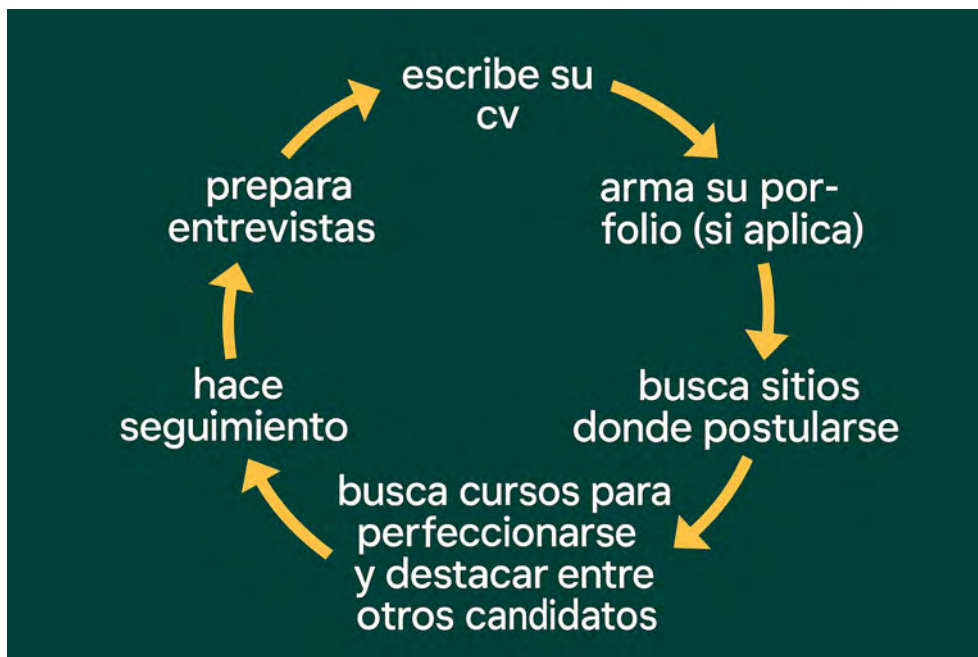 escribe su
cv
arma su por-
folio (si aplica)
busca sitios
donde postularse
busca cursos para
perfeccionarse
y destacar entre
otros candidatos
hace
seguimiento
prepara
entrevistas